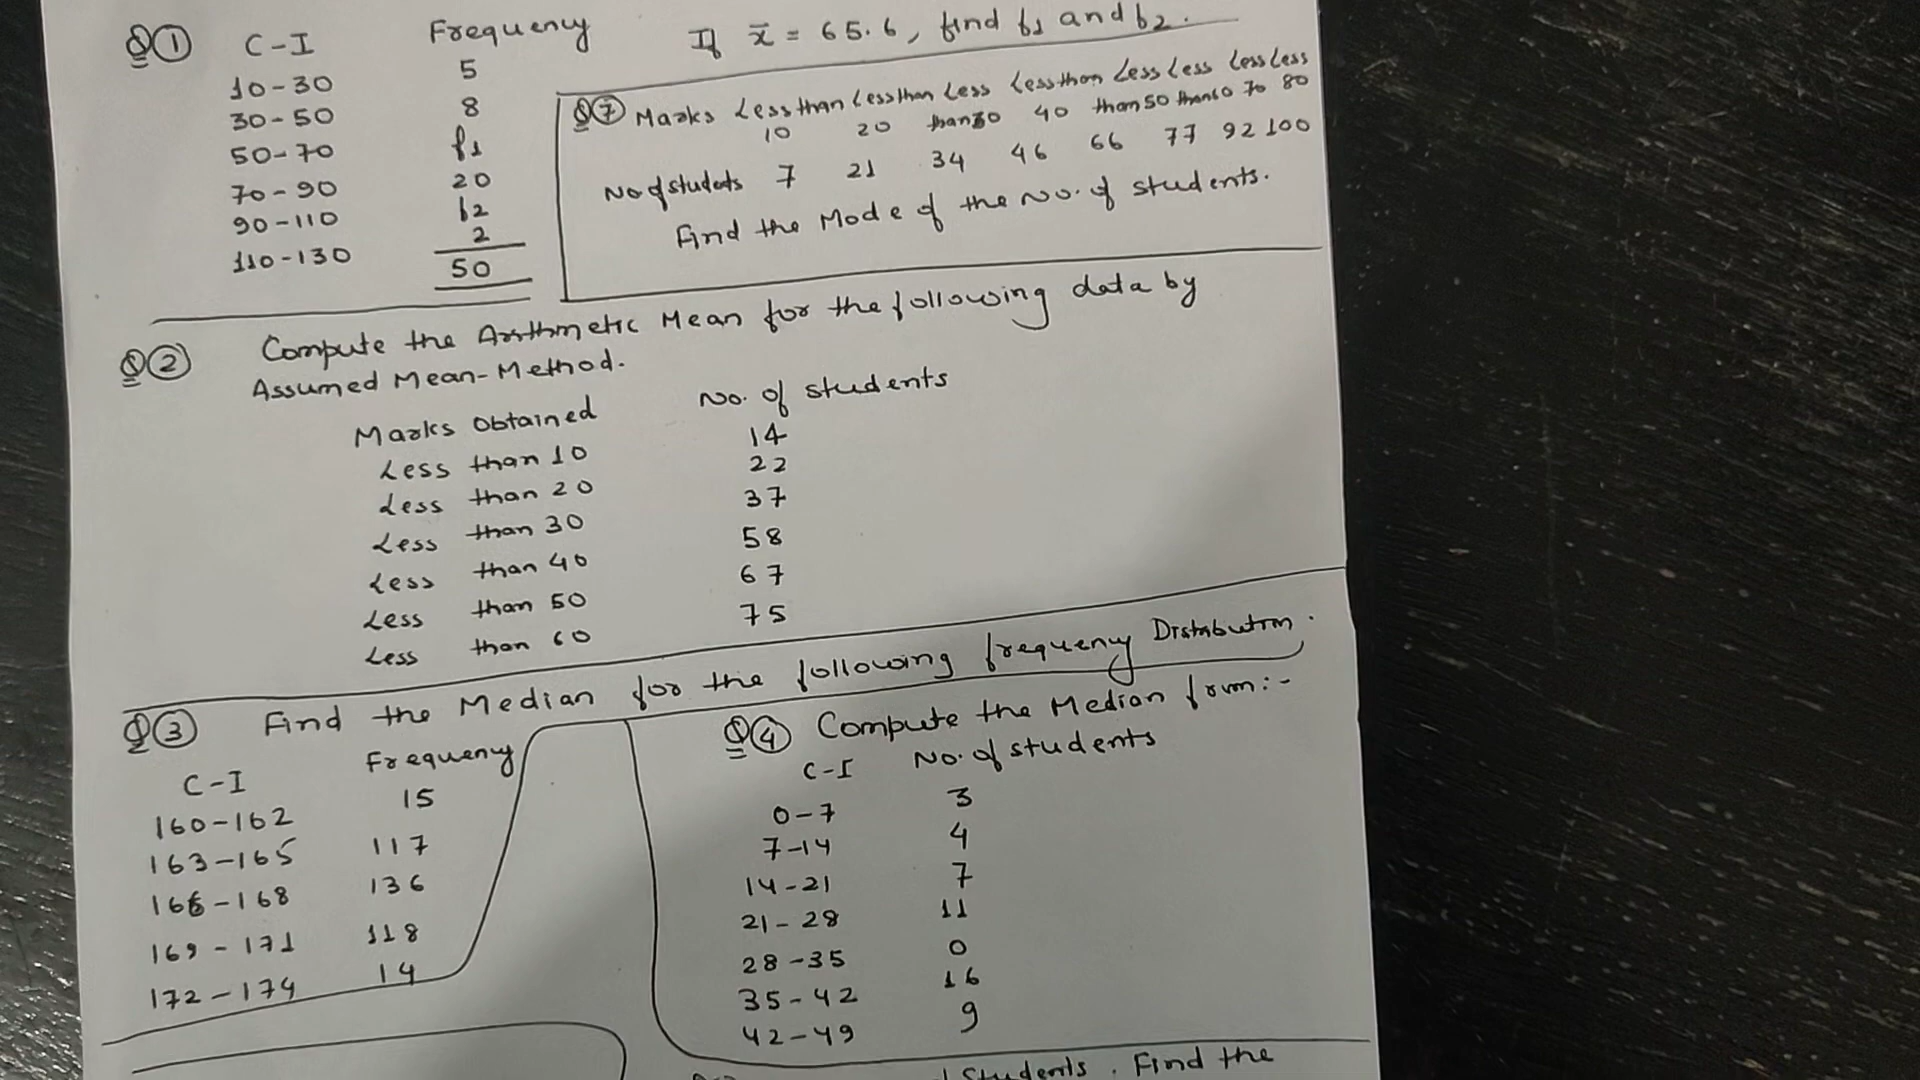 Q① C-I Frequency If x̄ = 65.6, find f1 and f2.
10-30 5
30-50 8
50-70 f1
70-90 20
90-110 f2
110-130 2
50
Q⑦ Marks Less than 10 Less than 20 Less than 30 Less than 40 Less than 50 Less than 60 Less 70 Less 80
No of students 7 21 34 46 66 77 92 100
Find the Mode of the No. of students.
Q② Compute the Arithmetic Mean for the following data by
Assumed Mean-Method.
Marks Obtained No. of students
Less than 10 14
Less than 20 22
Less than 30 37
Less than 40 58
Less than 50 67
Less than 60 75
Q③ Find the Median for the following frequency Distribution.
C-I Frequency
160-162 15
163-165 117
166-168 136
169-171 118
172-174 14
Q④ Compute the Median from:-
C-I No. of students
0-7 3
7-14 4
14-21 7
21-28 11
28-35 0
35-42 16
42-49 9
Students. Find the